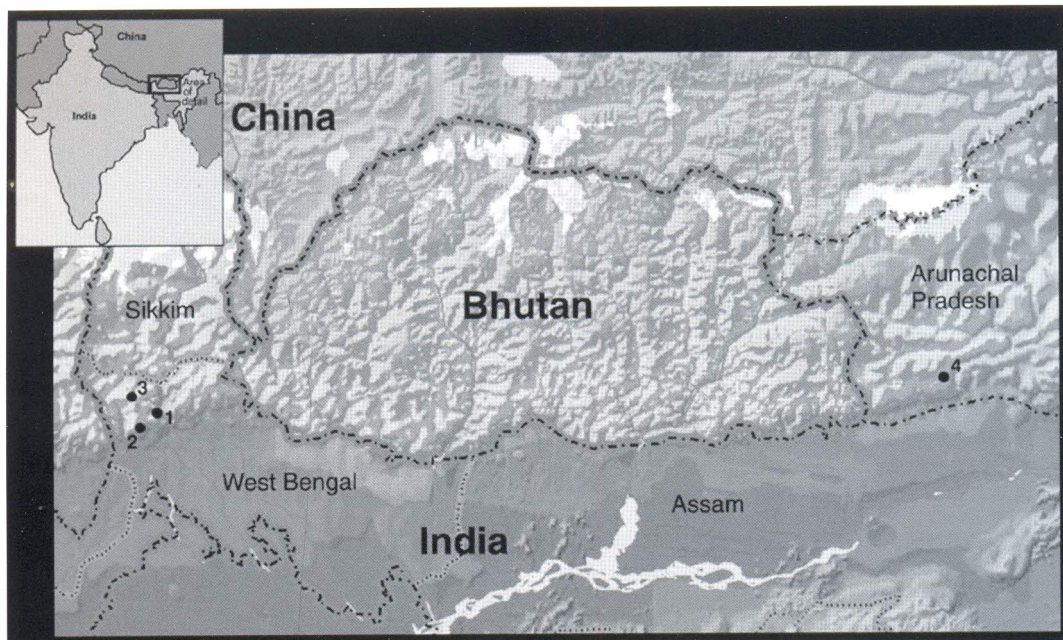 China
India
Area
of
detail
China
Sikkim
Bhutan
Arunachal
Pradesh
3
1
2
4
West Bengal
Assam
India